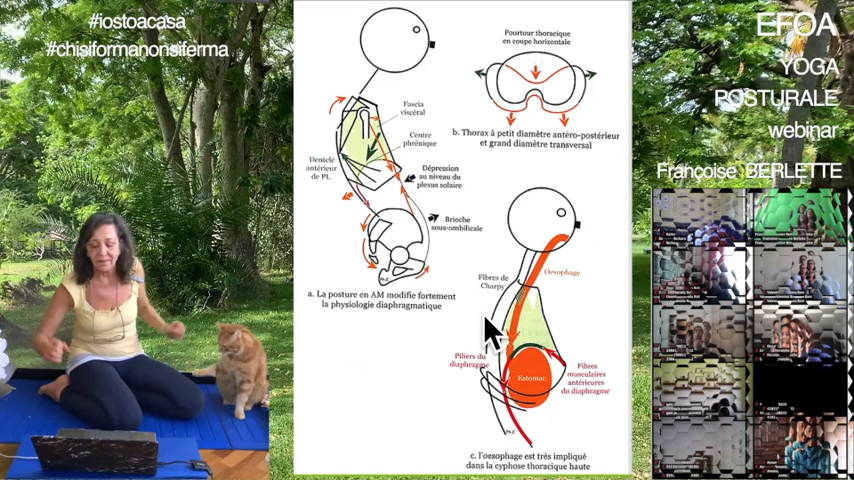 #iostoacasa
#chisiformanonsiferma
EFOA
YOGA
POSTURALE
webinar
Françoise BERLETTE
Pourtour thoracique
en coupe horizontale
b. Thorax à petit diamètre antéro-postérieur
et grand diamètre transversal
Fascia
viscéral
Centre
phrénique
Dentelé
antérieur
de PL
Dépression
au niveau du
plexus solaire
Brioche
sous-ombilicale
a. La posture en AM modifie fortement
la physiologie diaphragmatique
Fibres de
Charpy
Oesophage
Piliers du
diaphragme
Estomac
Fibres
musculaires
antérieures
du diaphragme
c. l'oesophage est très impliqué
dans la cyphose thoracique haute